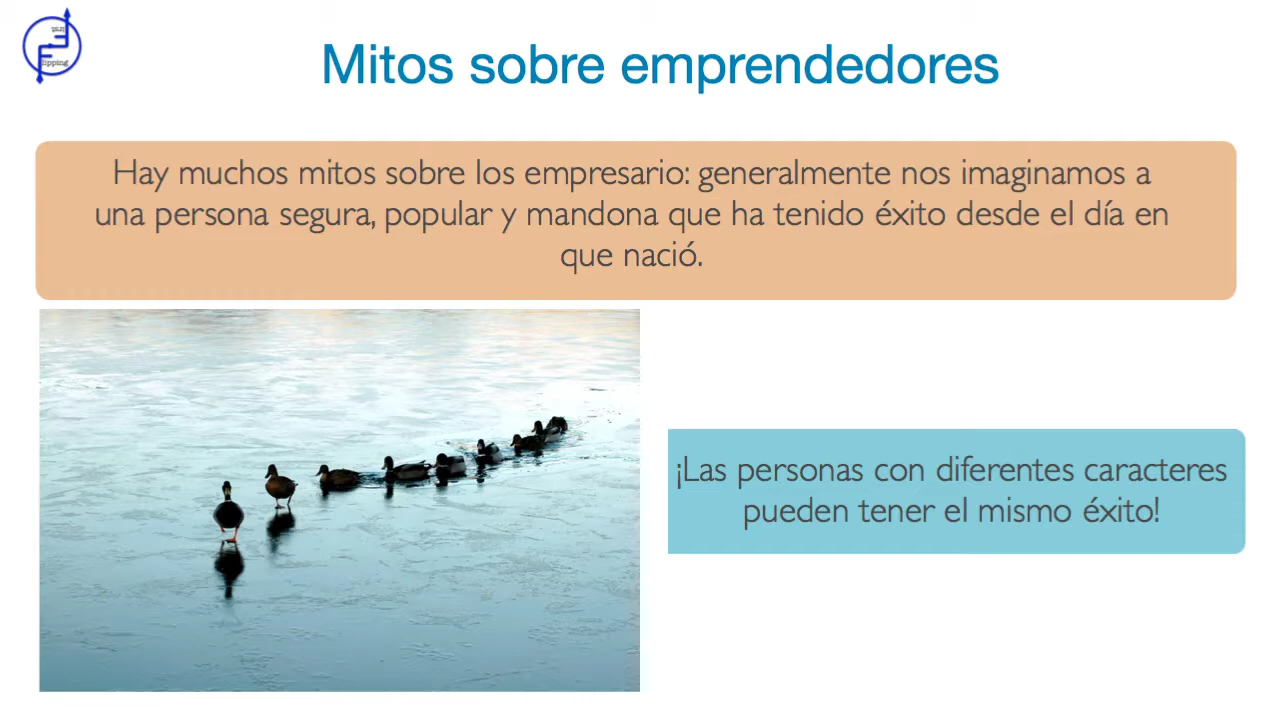 lipping
Mitos sobre emprendedores
Hay muchos mitos sobre los empresario: generalmente nos imaginamos a
una persona segura, popular y mandona que ha tenido éxito desde el día en
que nació.
¡Las personas con diferentes caracteres
pueden tener el mismo éxito!